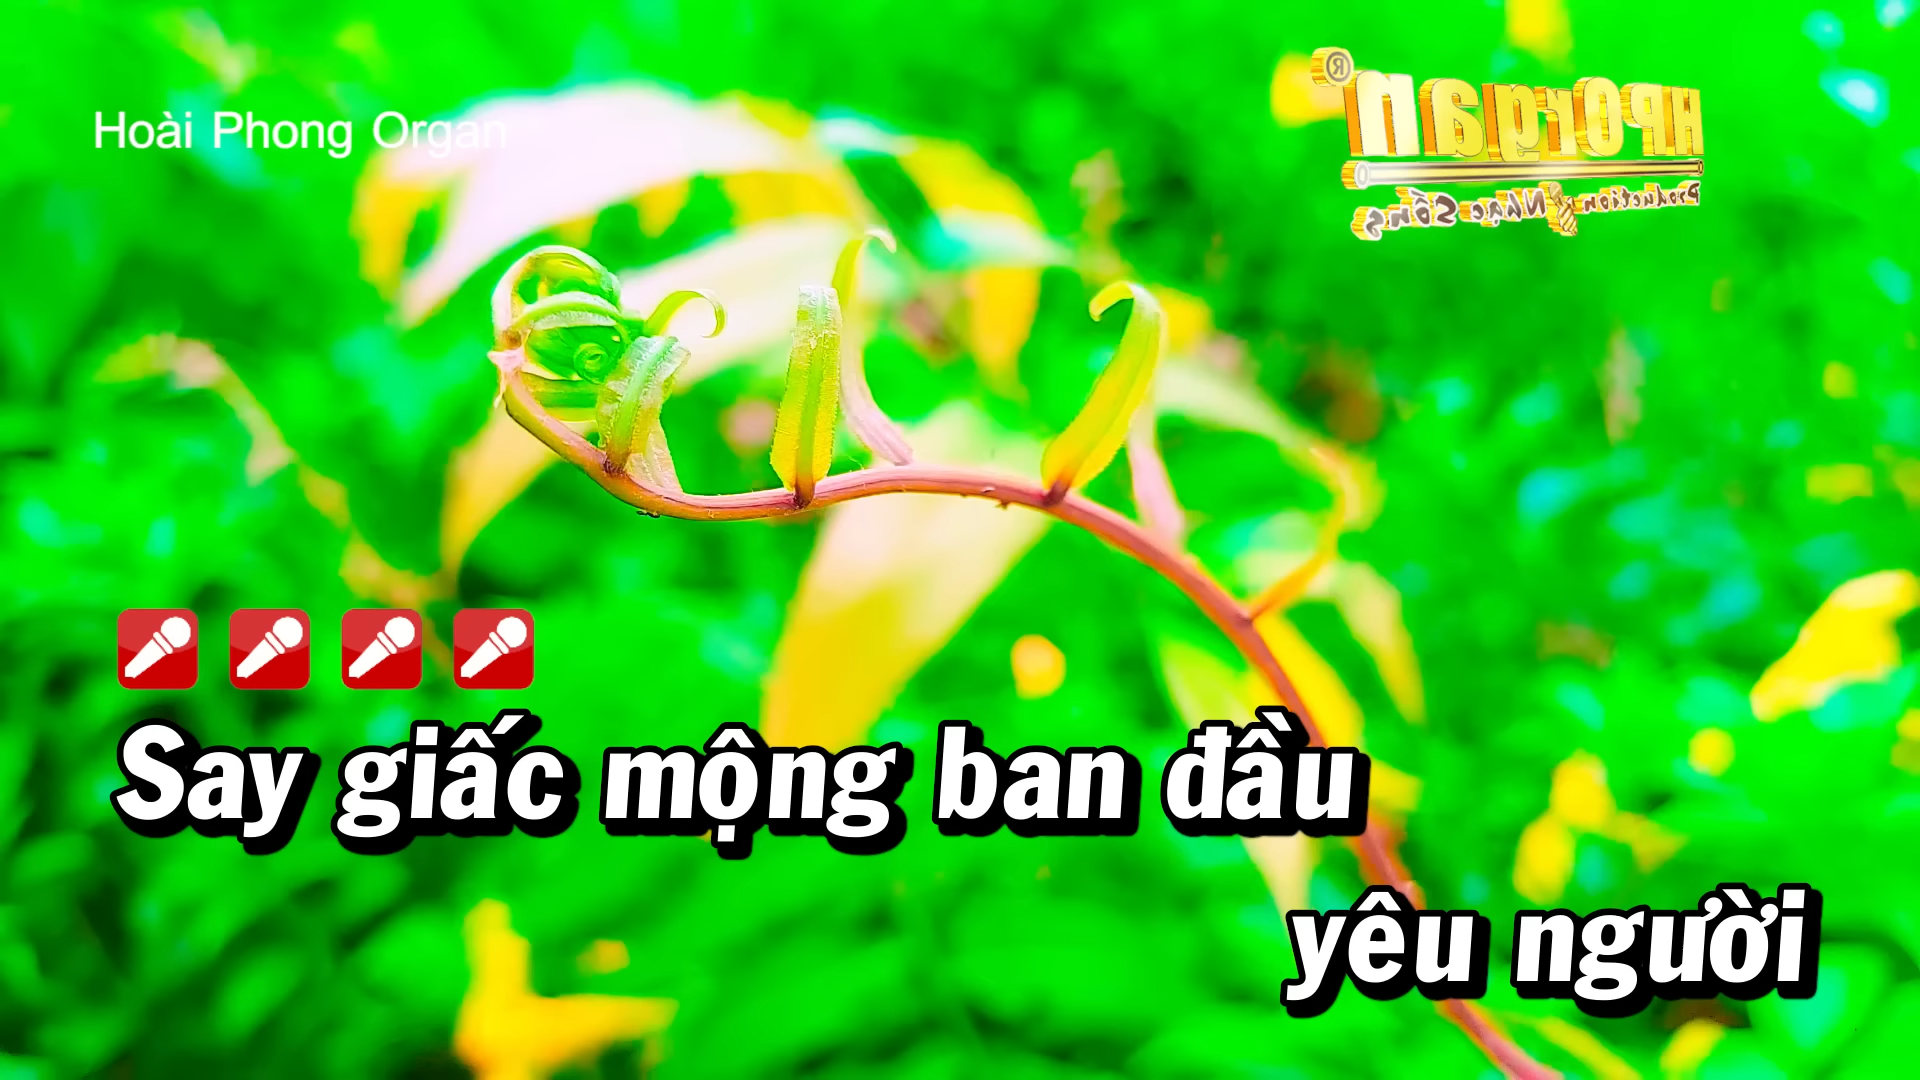 Hoài Phong Organ
HPOrgan®
Production Nhạc Sống
Say giấc mộng ban đầu
yêu người